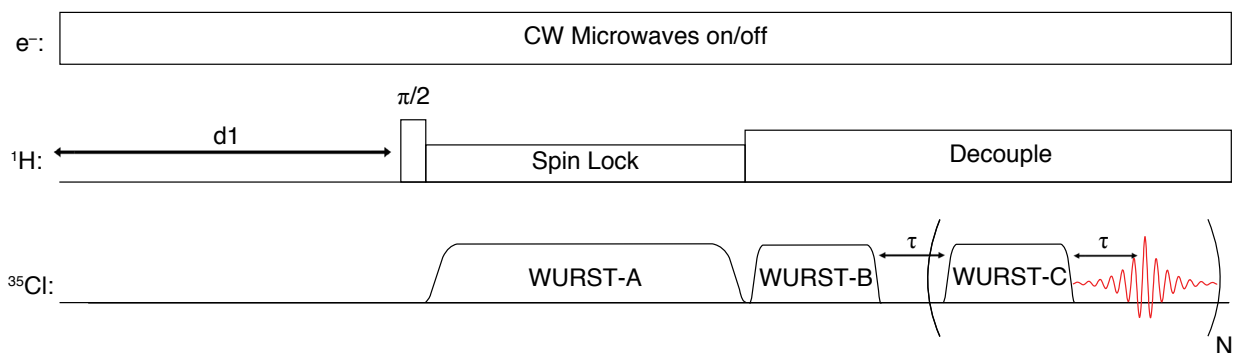 e⁻: CW Microwaves on/off
π/2
¹H: d1 Spin Lock Decouple
³⁵Cl: WURST-A WURST-B τ WURST-C τ
N